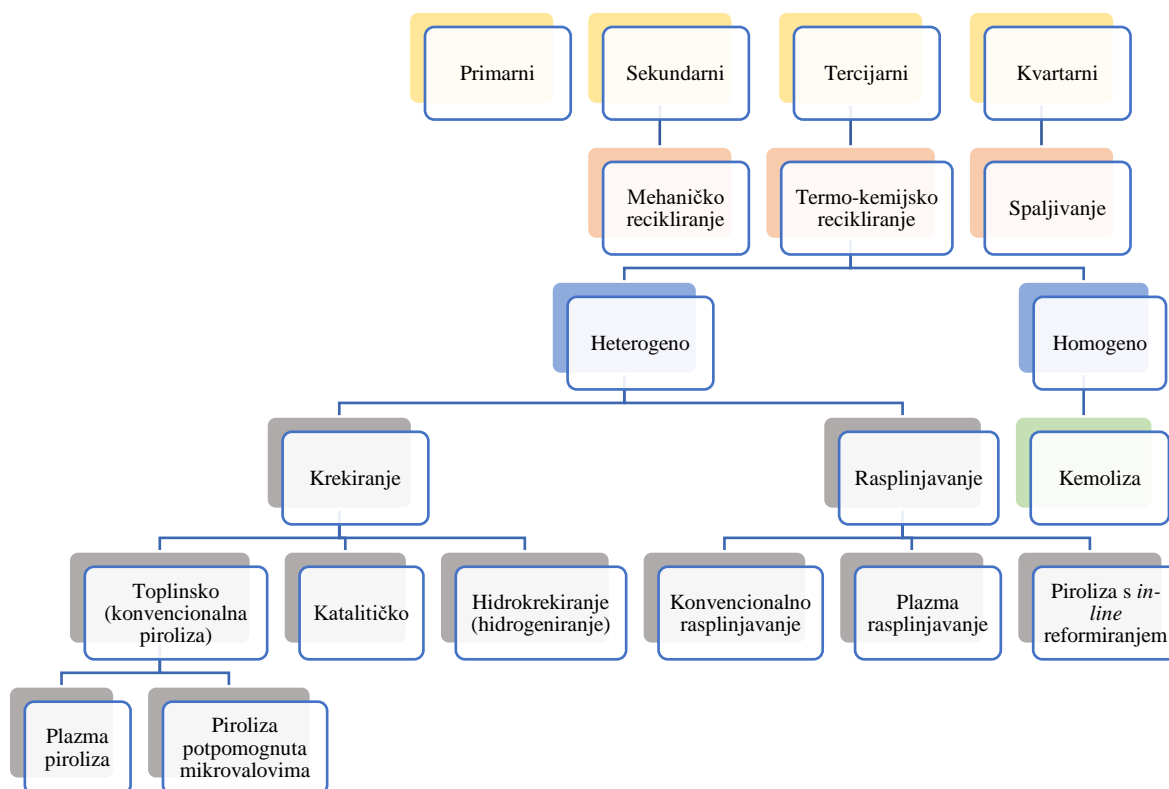 Primarni
Sekundarni
Tercijarni
Kvartarni
Mehaničko
recikliranje
Termo-kemijsko
recikliranje
Spaljivanje
Heterogeno
Homogeno
Krekiranje
Rasplinjavanje
Kemoliza
Toplinsko
(konvencionalna
piroliza)
Katalitičko
Hidrokrekiranje
(hidrogeniranje)
Konvencionalno
rasplinjavanje
Plazma
rasplinjavanje
Piroliza s in-
line
reformiranjem
Plazma
piroliza
Piroliza
potpomognuta
mikrovalovima